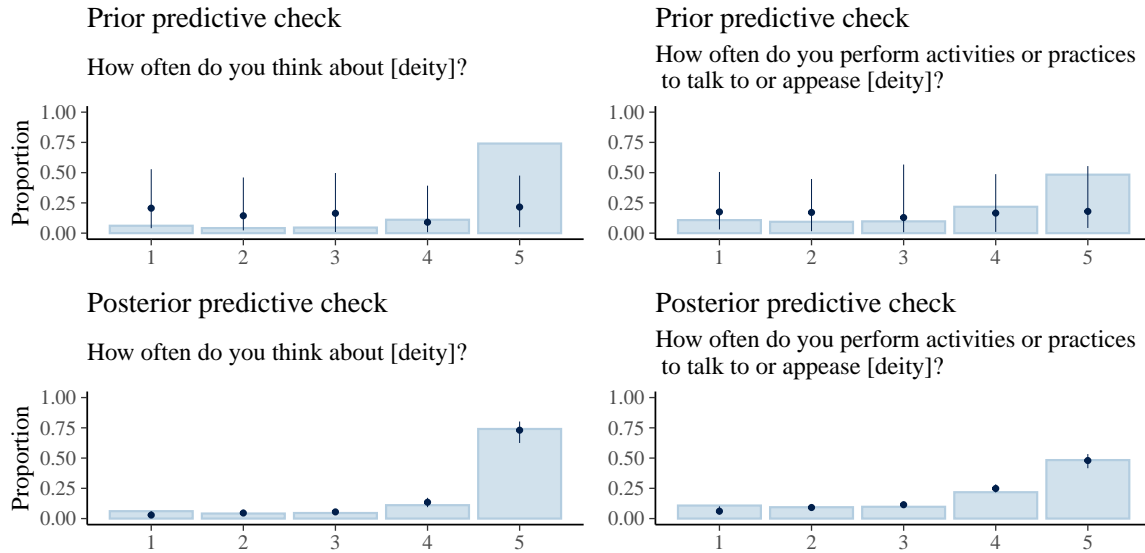 Prior predictive check
How often do you think about [deity]?
1.00
0.75
0.50
0.25
0.00
Proportion
1 2 3 4 5
Prior predictive check
How often do you perform activities or practices
to talk to or appease [deity]?
1.00
0.75
0.50
0.25
0.00
1 2 3 4 5
Posterior predictive check
How often do you think about [deity]?
1.00
0.75
0.50
0.25
0.00
Proportion
1 2 3 4 5
Posterior predictive check
How often do you perform activities or practices
to talk to or appease [deity]?
1.00
0.75
0.50
0.25
0.00
1 2 3 4 5